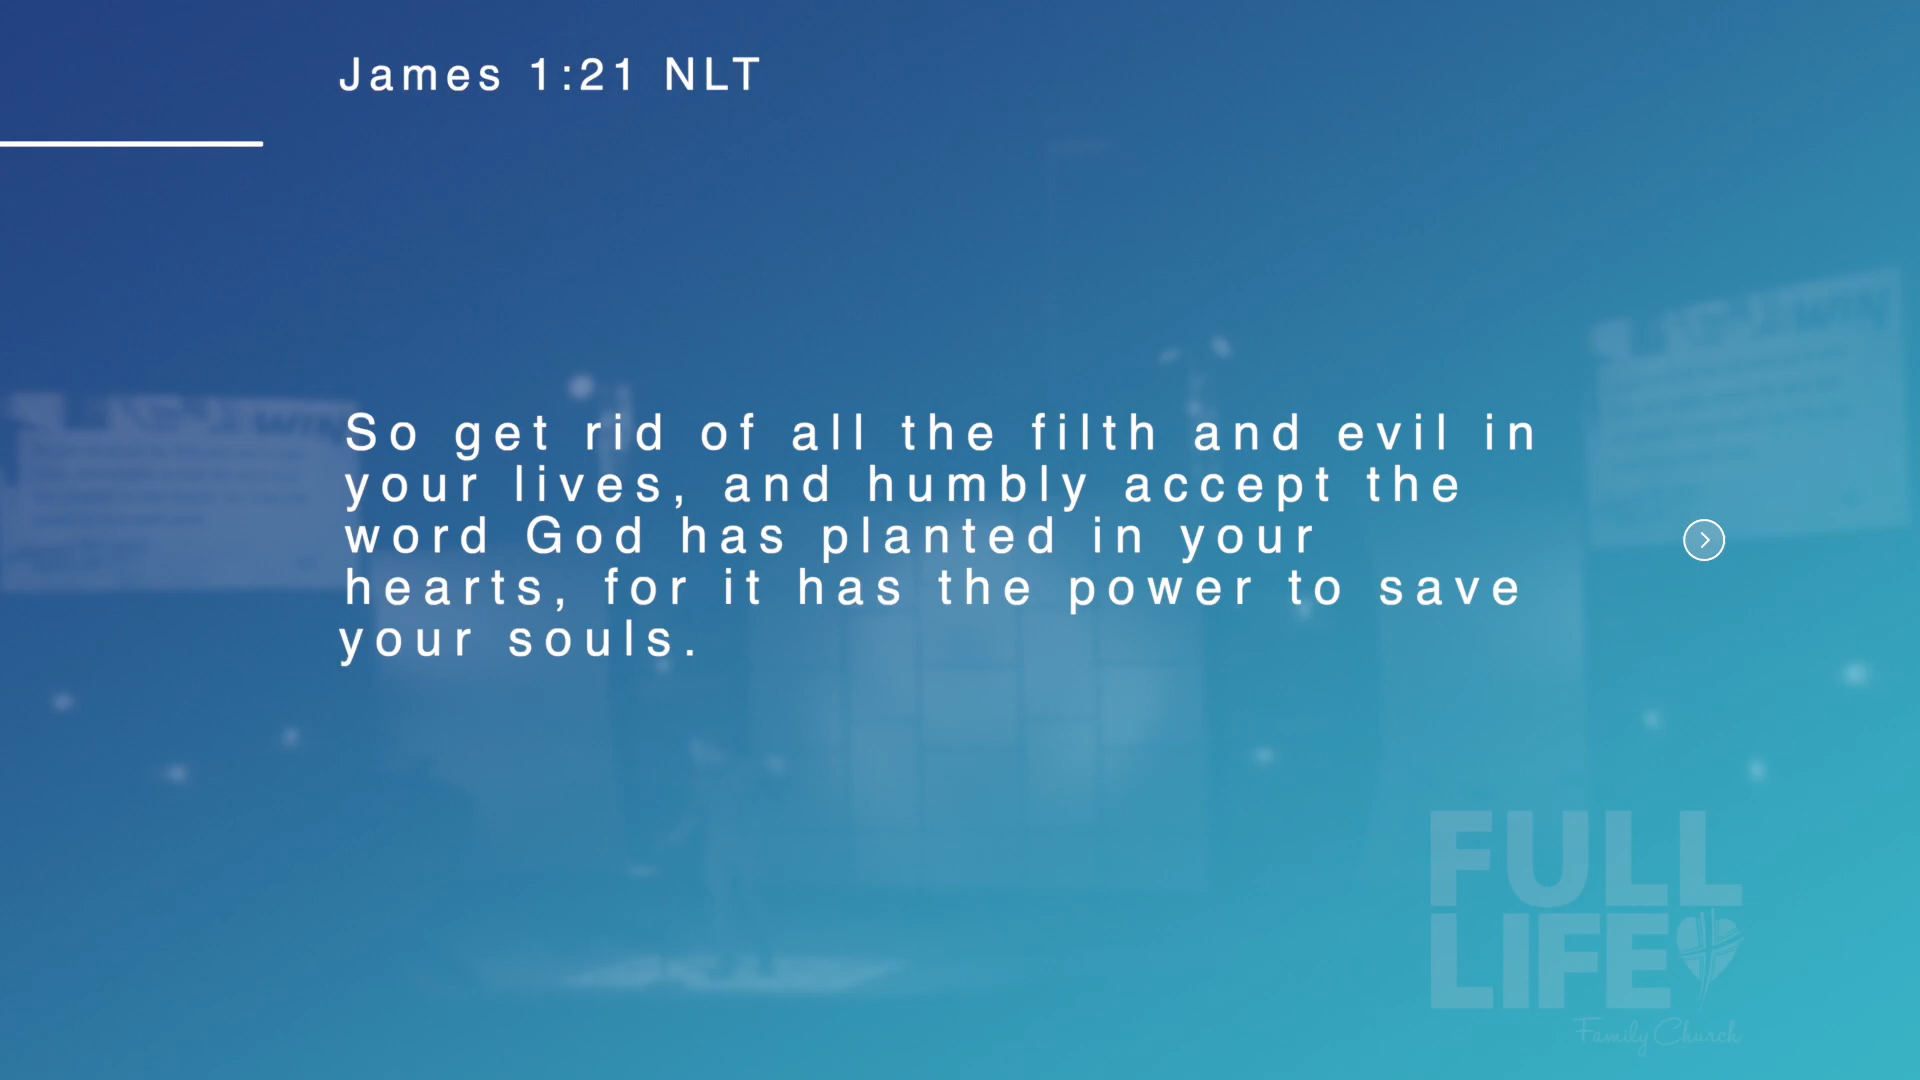 James 1:21 NLT
So get rid of all the filth and evil in
your lives, and humbly accept the
word God has planted in your
hearts, for it has the power to save
your souls.
FULL
LIFE
Family Church